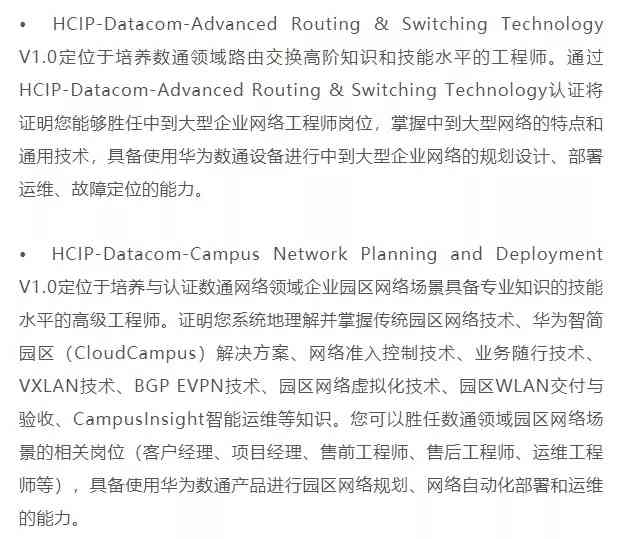 • HCIP-Datacom-Advanced Routing & Switching Technology
V1.0定位于培养数通领域路由交换高阶知识和技能水平的工程师。通过
HCIP-Datacom-Advanced Routing & Switching Technology认证将
证明您能够胜任中到大型企业网络工程师岗位，掌握中到大型网络的特点和
通用技术，具备使用华为数通设备进行中到大型企业网络的规划设计、部署
运维、故障定位的能力。
• HCIP-Datacom-Campus Network Planning and Deployment
V1.0定位于培养与认证数通网络领域企业园区网络场景具备专业知识的技能
水平的高级工程师。证明您系统地理解并掌握传统园区网络技术、华为智简
园区（CloudCampus）解决方案、网络准入控制技术、业务随行技术、
VXLAN技术、BGP EVPN技术、园区网络虚拟化技术、园区WLAN交付与
验收、CampusInsight智能运维等知识。您可以胜任数通领域园区网络场
景的相关岗位（客户经理、项目经理、售前工程师、售后工程师、运维工程
师等），具备使用华为数通产品进行园区网络规划、网络自动化部署和运维
的能力。